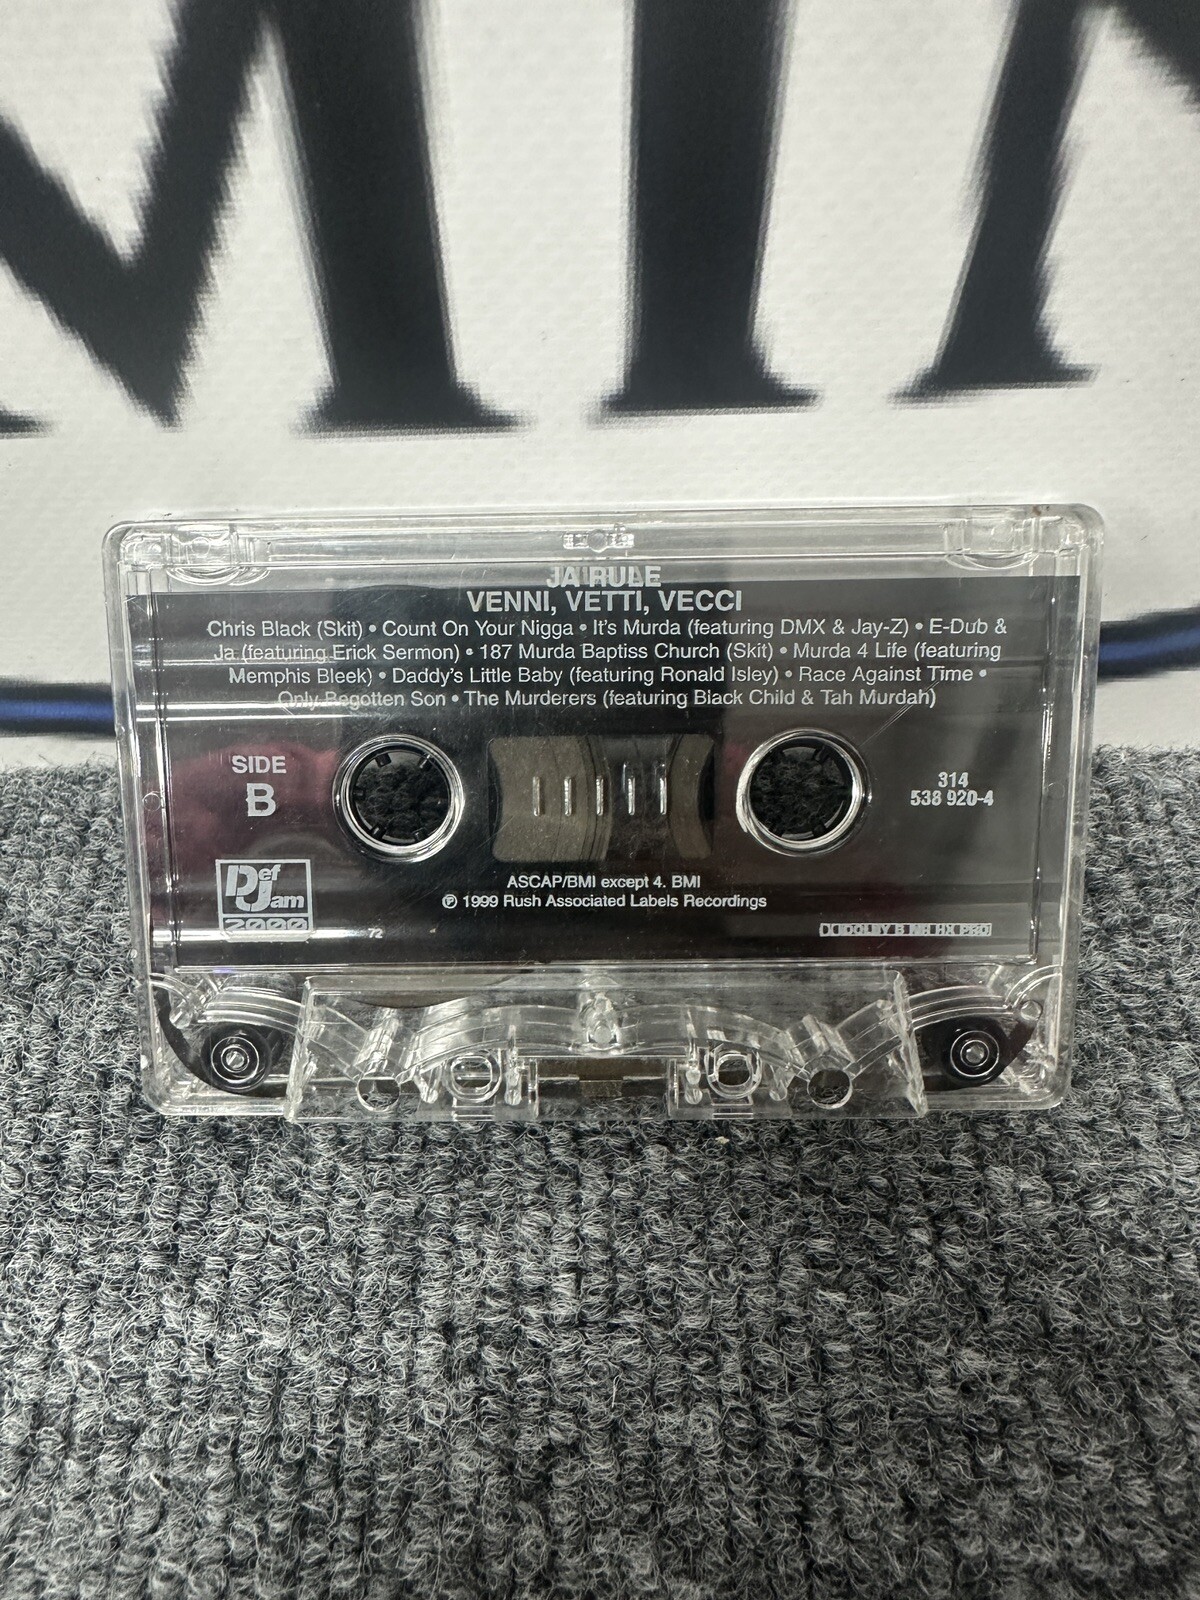 MIN
JA RULE
VENNI, VETTI, VECCI
Chris Black (Skit) • Count On Your Nigga • It's Murda (featuring DMX & Jay-Z) • E-Dub &
Ja (featuring Erick Sermon) • 187 Murda Baptiss Church (Skit) • Murda 4 Life (featuring
Memphis Bleek) • Daddy's Little Baby (featuring Ronald Isley) • Race Against Time •
Only Begotten Son • The Murderers (featuring Black Child & Tah Murdah)
SIDE
B
314
538 920-4
Def
Jam
2000
ASCAP/BMI except 4. BMI
℗ 1999 Rush Associated Labels Recordings
72
DOLBY B NR HX PRO